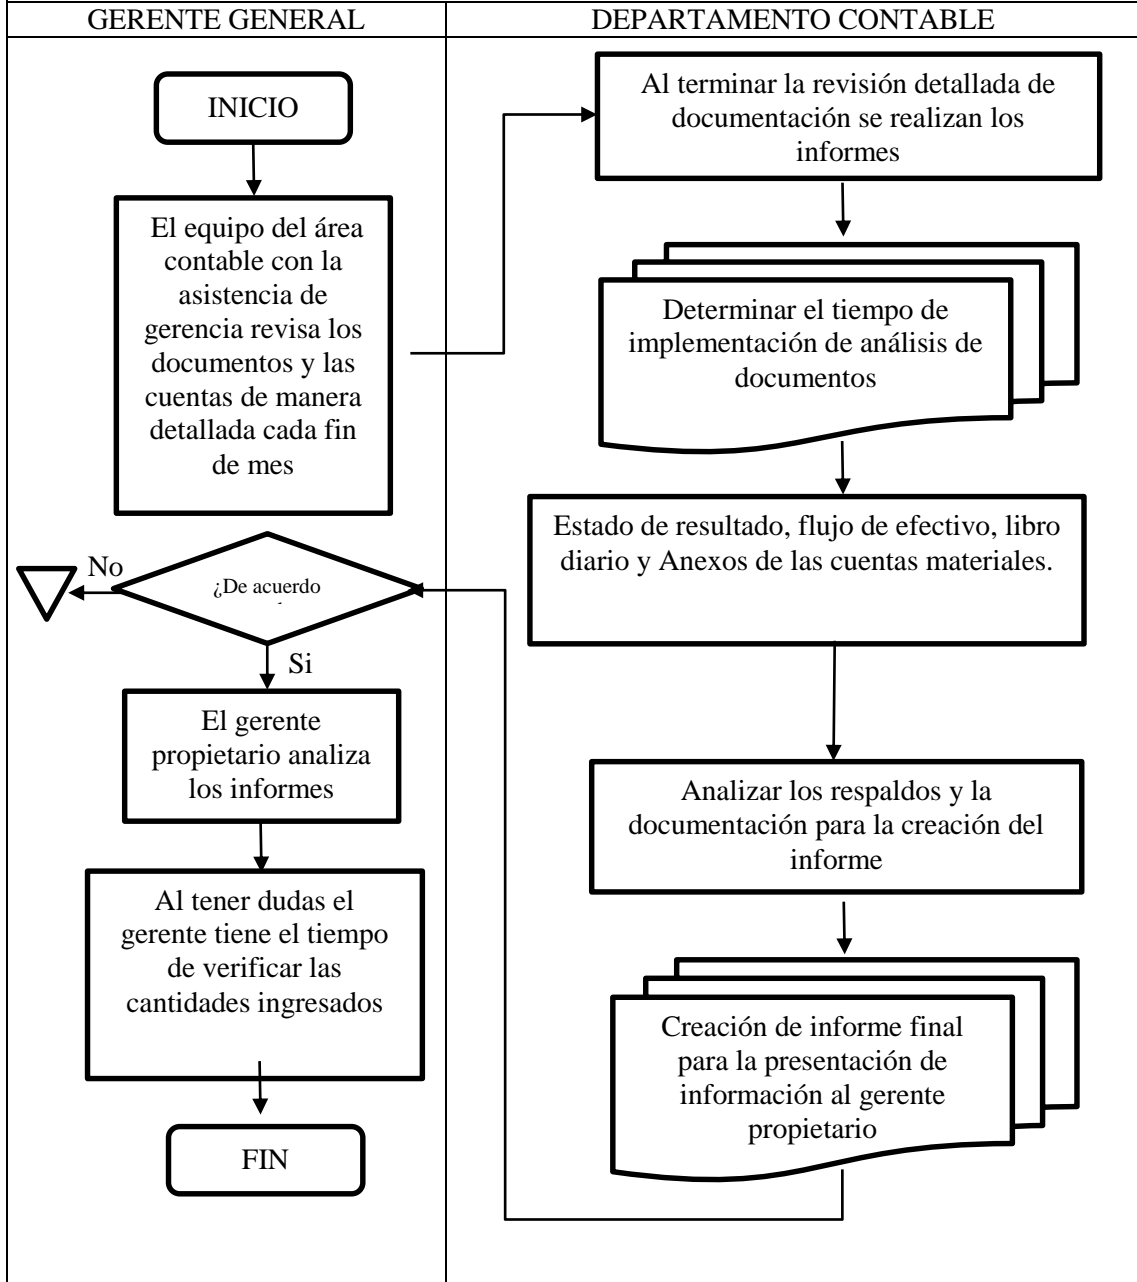 GERENTE GENERAL
DEPARTAMENTO CONTABLE
INICIO
El equipo del área
contable con la
asistencia de
gerencia revisa los
documentos y las
cuentas de manera
detallada cada fin
de mes
Al terminar la revisión detallada de
documentación se realizan los
informes
Determinar el tiempo de
implementación de análisis de
documentos
Estado de resultado, flujo de efectivo, libro
diario y Anexos de las cuentas materiales.
Analizar los respaldos y la
documentación para la creación del
informe
Creación de informe final
para la presentación de
información al gerente
propietario
¿De acuerdo
No
Si
El gerente
propietario analiza
los informes
Al tener dudas el
gerente tiene el tiempo
de verificar las
cantidades ingresados
FIN